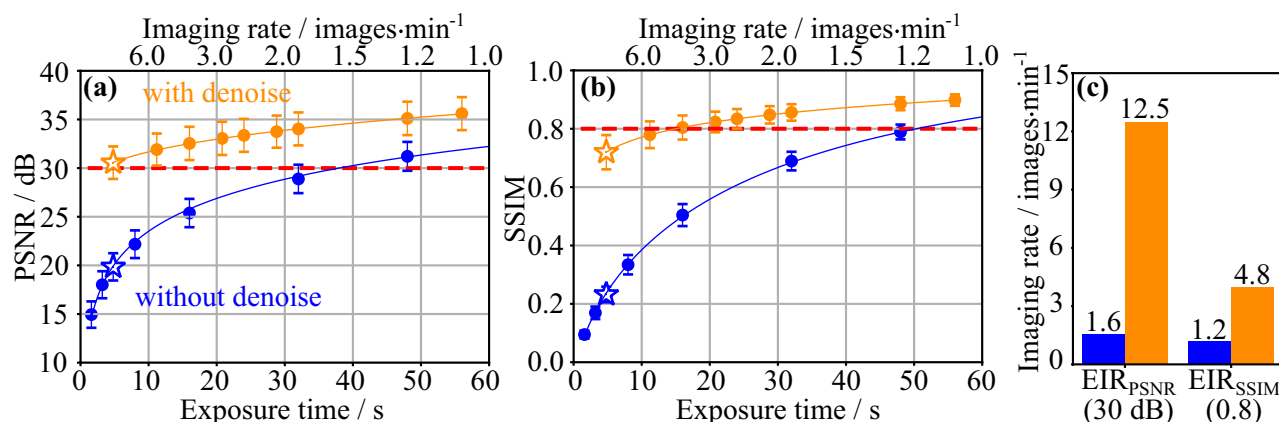 Imaging rate / images·min⁻¹
6.0 3.0 2.0 1.5 1.2 1.0
(a)
with denoise
without denoise
PSNR / dB
40
35
30
25
20
15
10
0 10 20 30 40 50 60
Exposure time / s
Imaging rate / images·min⁻¹
6.0 3.0 2.0 1.5 1.2 1.0
(b)
SSIM
1.0
0.8
0.6
0.4
0.2
0.0
0 10 20 30 40 50 60
Exposure time / s
(c)
Imaging rate / images·min⁻¹
15
12
9
6
3
0
1.6
12.5
1.2
4.8
EIR_PSNR EIR_SSIM
(30 dB) (0.8)